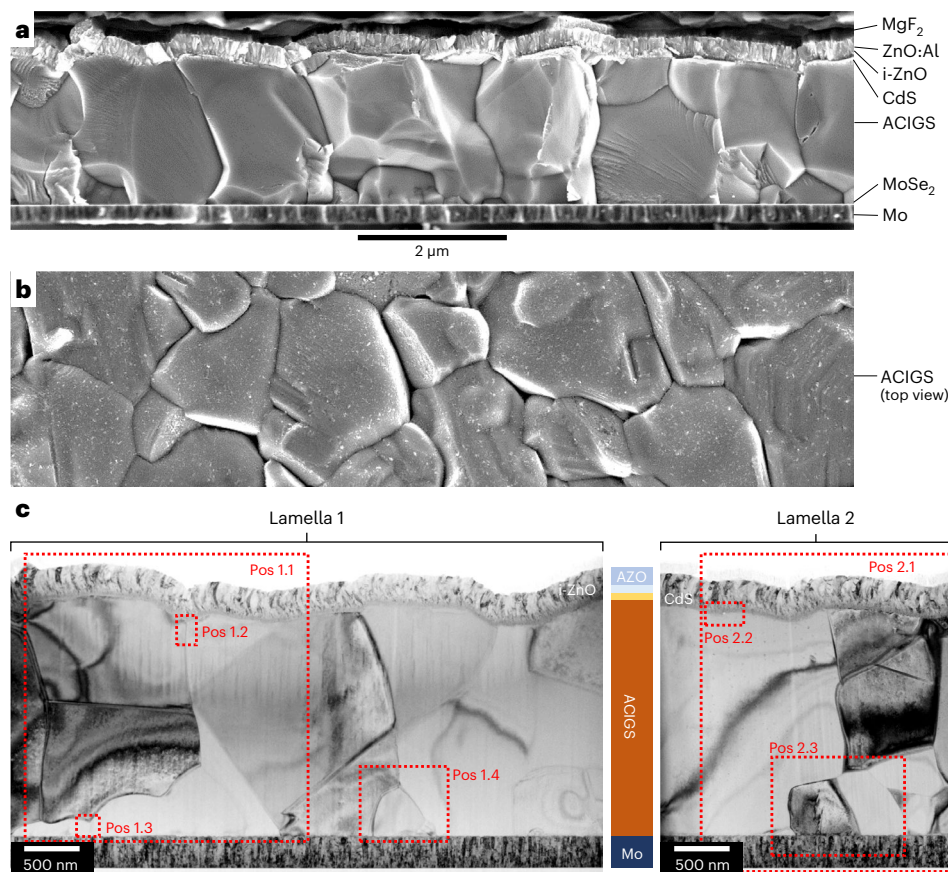 a
MgF₂
ZnO:Al
i-ZnO
CdS
ACIGS
MoSe₂
Mo
2 µm
b
ACIGS
(top view)
c
Lamella 1
Lamella 2
Pos 1.1
i-ZnO
AZO
CdS
Pos 2.1
Pos 1.2
Pos 2.2
ACIGS
Pos 1.4
Pos 2.3
Pos 1.3
Mo
500 nm
500 nm